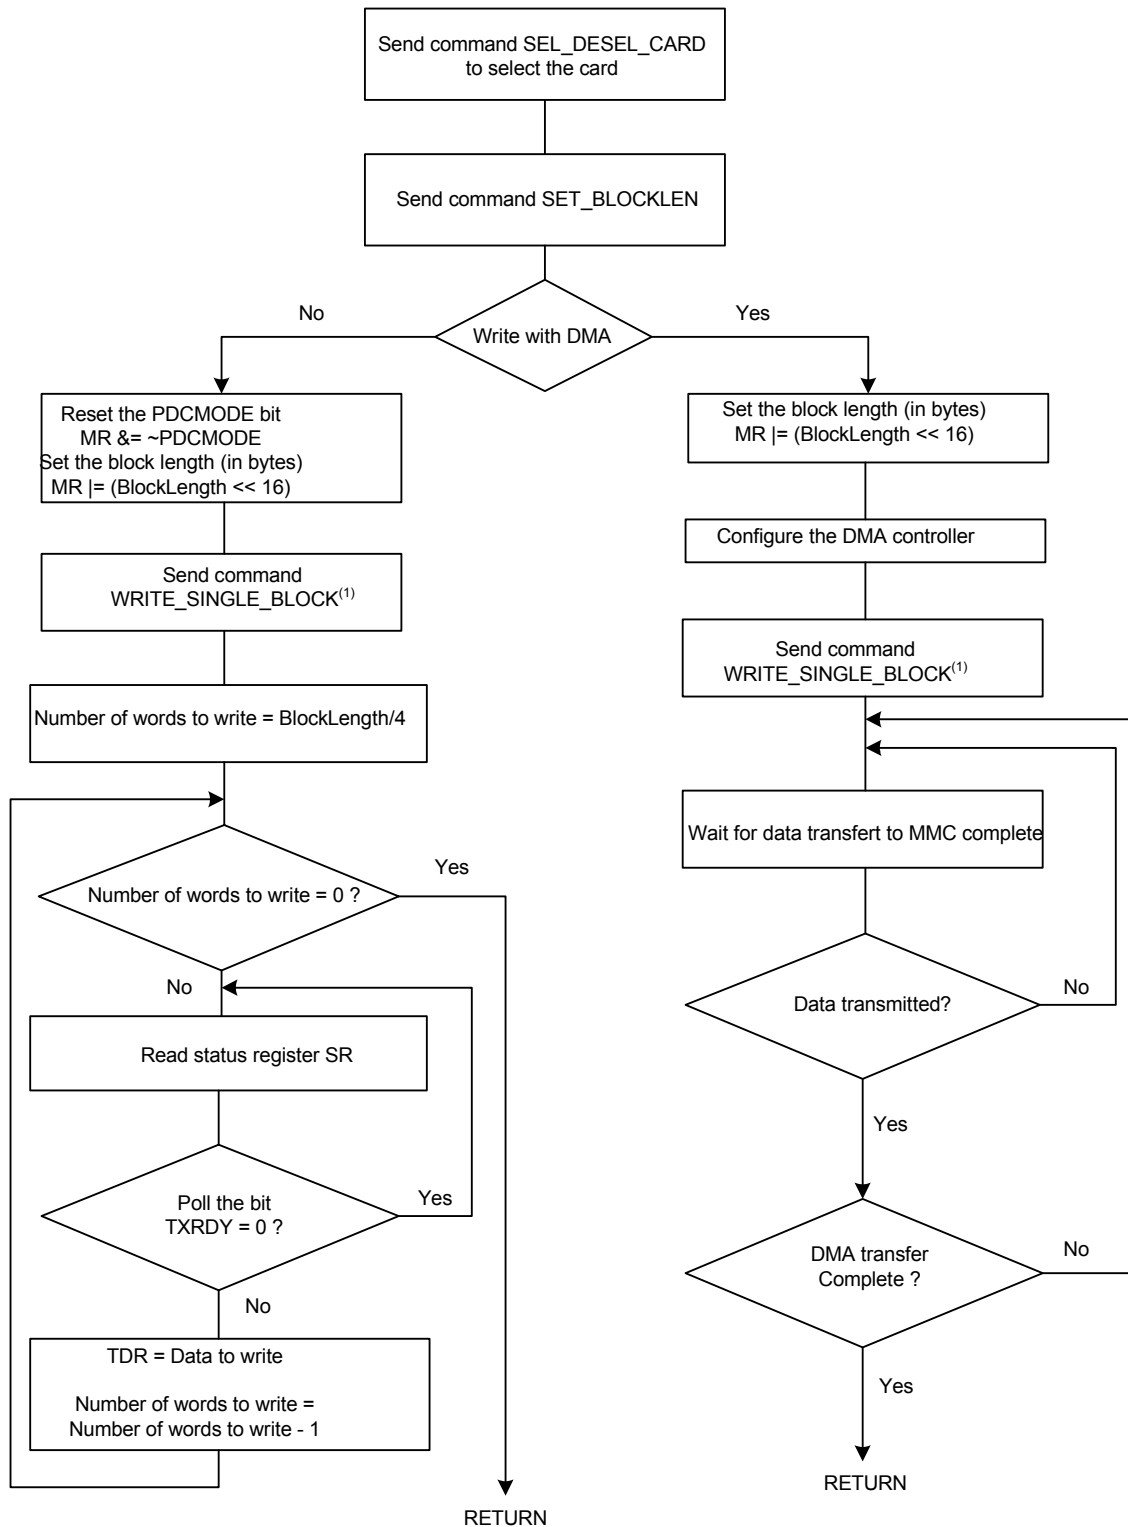 Send command SEL_DESEL_CARD
to select the card
Send command SET_BLOCKLEN
No
Yes
Write with DMA
Reset the PDCMODE bit
MR &= ~PDCMODE
Set the block length (in bytes)
MR |= (BlockLength << 16)
Send command
WRITE_SINGLE_BLOCK(1)
Number of words to write = BlockLength/4
Number of words to write = 0 ?
Yes
No
Read status register SR
Poll the bit
TXRDY = 0 ?
Yes
No
TDR = Data to write
Number of words to write =
Number of words to write - 1
RETURN
Set the block length (in bytes)
MR |= (BlockLength << 16)
Configure the DMA controller
Send command
WRITE_SINGLE_BLOCK(1)
Wait for data transfert to MMC complete
Data transmitted?
No
Yes
DMA transfer
Complete ?
No
Yes
RETURN